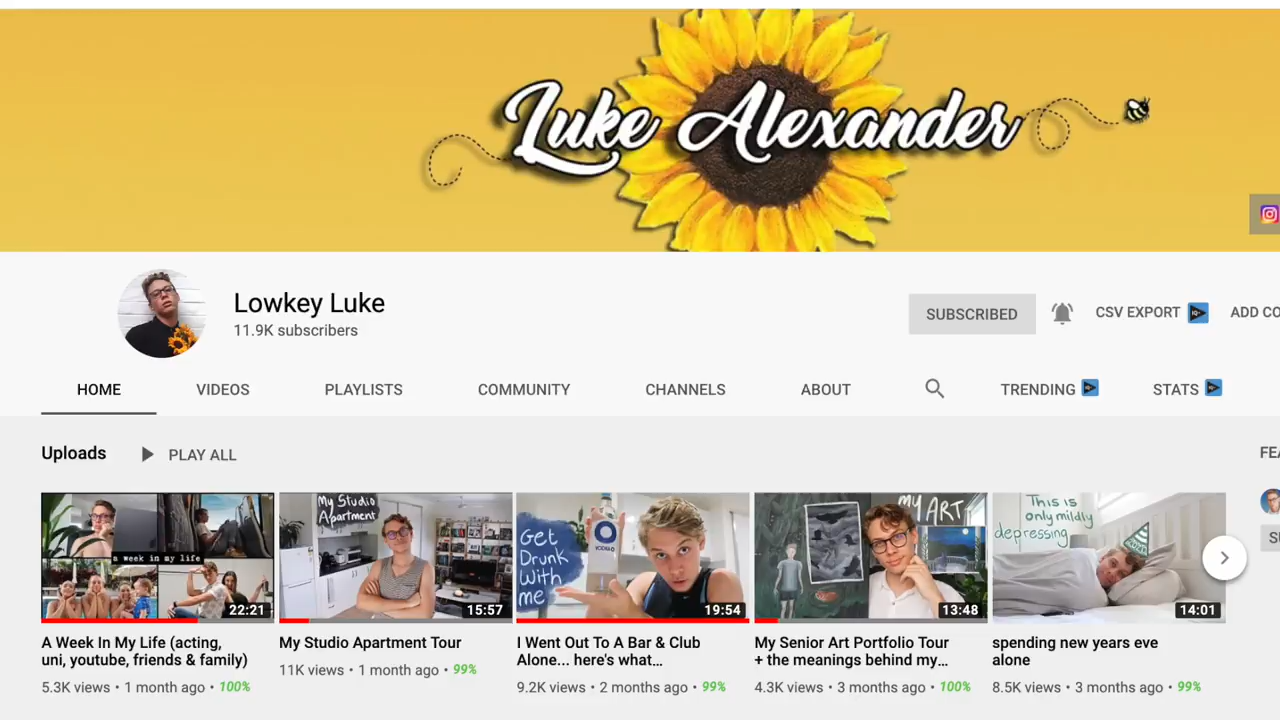 Luke Alexander
Lowkey Luke
11.9K subscribers
SUBSCRIBED
CSV EXPORT
ADD CO
HOME
VIDEOS
PLAYLISTS
COMMUNITY
CHANNELS
ABOUT
TRENDING
STATS
Uploads
PLAY ALL
FEA
a week in my life
22:21
My Studio
Apartment
15:57
Get
Drunk
With
me
VODKA O
19:54
MY ART
13:48
This is
only mildly
depressing
14:01
SU
A Week In My Life (acting,
uni, youtube, friends & family)
5.3K views • 1 month ago • 100%
My Studio Apartment Tour
11K views • 1 month ago • 99%
I Went Out To A Bar & Club
Alone... here's what...
9.2K views • 2 months ago • 99%
My Senior Art Portfolio Tour
+ the meanings behind my...
4.3K views • 3 months ago • 100%
spending new years eve
alone
8.5K views • 3 months ago • 99%